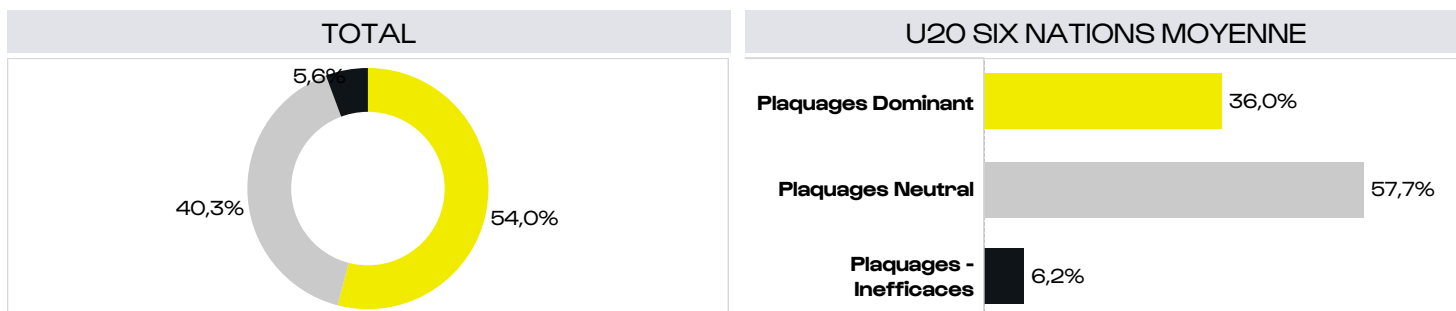 TOTAL
5,6%
40,3%
54,0%
U20 SIX NATIONS MOYENNE
Plaquages Dominant
36,0%
Plaquages Neutral
57,7%
Plaquages -
Inefficaces
6,2%